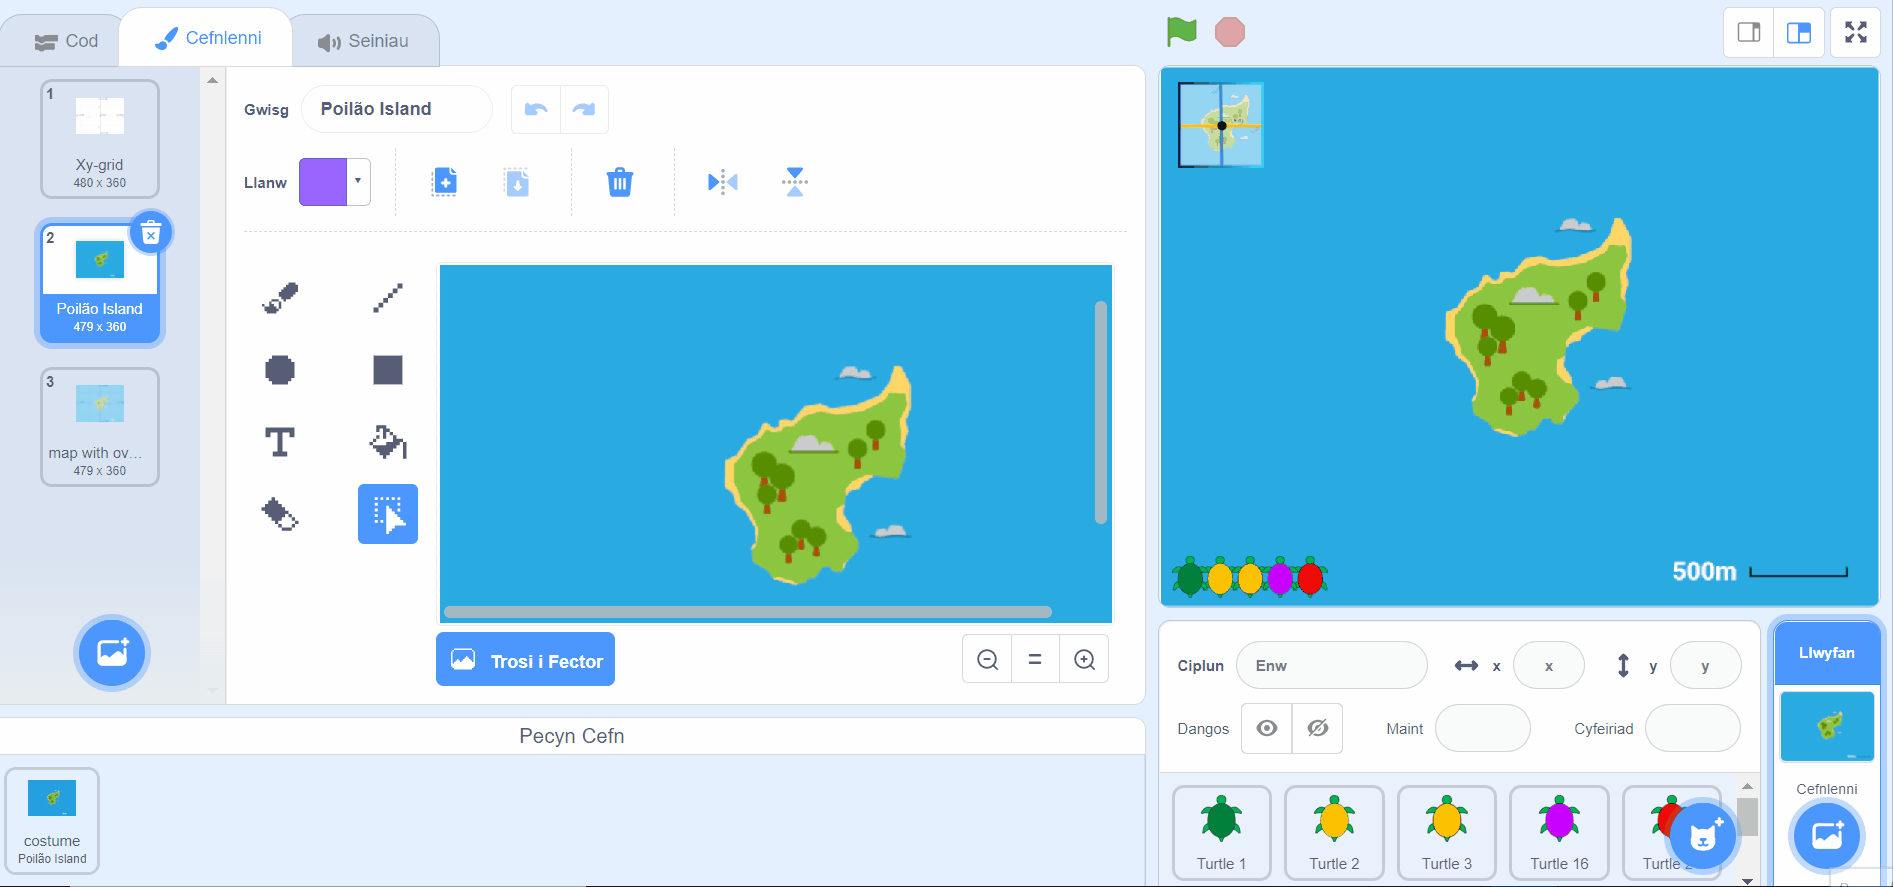 Cod
Cefnlenni
Seiniau
1
Xy-grid
480 x 360
2
Poilão Island
479 x 360
3
map with ov...
479 x 360
Gwisg
Poilão Island
Llanw
T
Trosi i Fector
=
Pecyn Cefn
costume
Poilão Island
500m
Ciplun
Enw
x
x
y
y
Dangos
Maint
Cyfeiriad
Turtle 1
Turtle 2
Turtle 3
Turtle 16
Turtle
Llwyfan
Cefnlenni